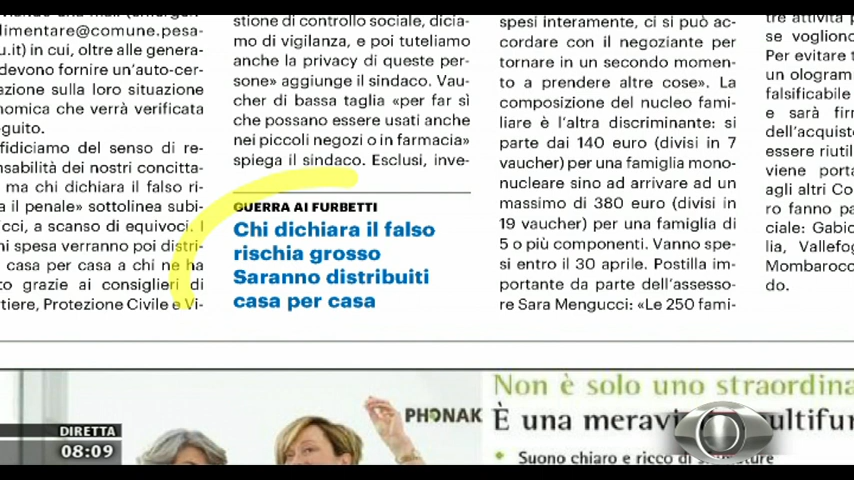 limentare@comune.pesa-
u.it) in cui, oltre alle genera-
devono fornire un'auto-cer-
azione sulla loro situazione
nomica che verrà verificata
guito.
fidiciamo del senso di re-
nsabilità dei nostri concitta-
ma chi dichiara il falso ri-
a il penale» sottolinea subi-
cci, a scanso di equivoci. I
ni spesa verranno poi distri-
casa per casa a chi ne ha
to grazie ai consiglieri di
rtiere, Protezione Civile e Vi-
stione di controllo sociale, dicia-
mo di vigilanza, e poi tuteliamo
anche la privacy di queste per-
sone» aggiunge il sindaco. Vau-
cher di bassa taglia «per far sì
che possano essere usati anche
nei piccoli negozi o in farmacia»
spiega il sindaco. Esclusi, inve-
GUERRA AI FURBETTI
Chi dichiara il falso
rischia grosso
Saranno distribuiti
casa per casa
spesi interamente, ci si può ac-
cordare con il negoziante per
tornare in un secondo momen-
to a prendere altre cose». La
composizione del nucleo fami-
liare è l'altra discriminante: si
parte dai 140 euro (divisi in 7
vaucher) per una famiglia mono-
nucleare sino ad arrivare ad un
massimo di 380 euro (divisi in
19 vaucher) per una famiglia di
5 o più componenti. Vanno spe-
si entro il 30 aprile. Postilla im-
portante da parte dell'assesso-
re Sara Mengucci: «Le 250 fami-
tre attività p
se vogliono
Per evitare t
un ologram
falsificabile
e sarà firm
dell'acquisto
essere riutil
viene porta
agli altri Co
ro fanno pa
ciale: Gabic
lia, Vallefog
Mombarocc
do.
PHONAK
Non è solo uno straordina
È una meravi ultifur
Suono chiaro e ricco di
DIRETTA
08:09